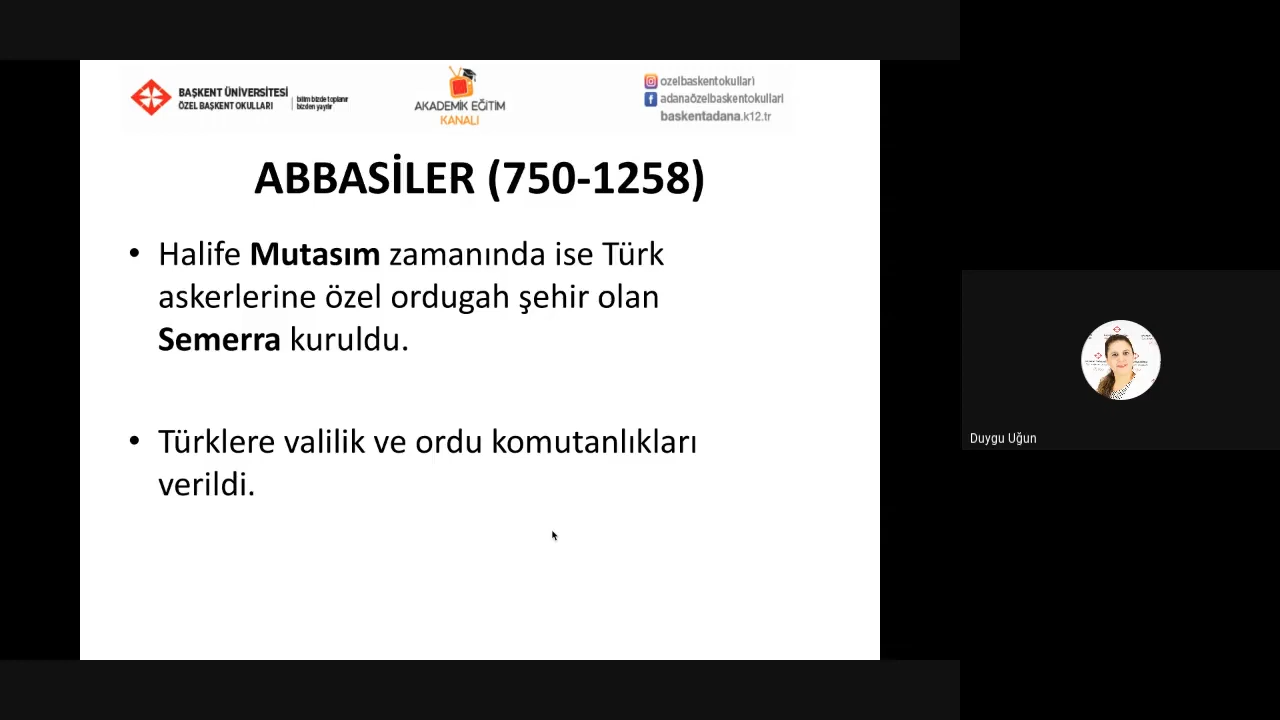 BAŞKENT ÜNİVERSİTESİ
ÖZEL BAŞKENT OKULLARI
bilim bizde toplanır
bizden yayılır
AKADEMİK EĞİTİM
KANALI
ozelbaskentokullari
adanaözelbaskentokullari
baskentadana.k12.tr
ABBASİLER (750-1258)
• Halife Mutasım zamanında ise Türk
askerlerine özel ordugah şehir olan
Semerra kuruldu.
• Türklere valilik ve ordu komutanlıkları
verildi.
Duygu Uğun